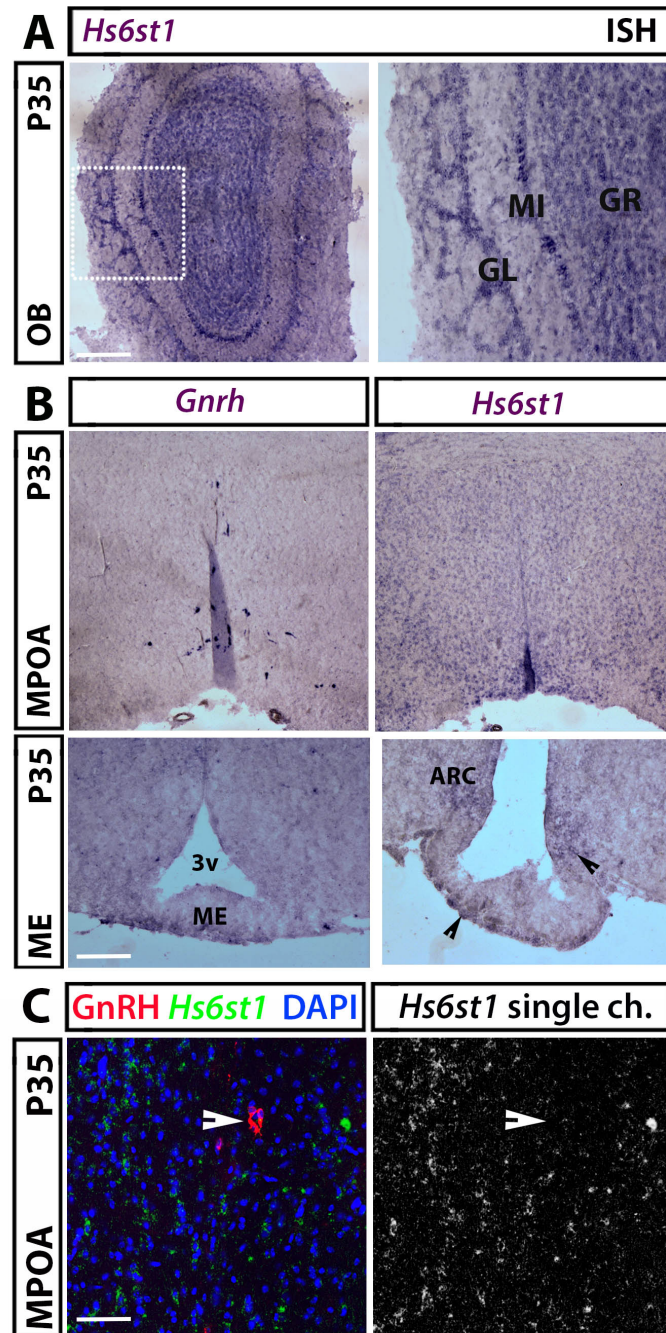 A
Hs6st1 ISH
P35
OB
MI
GR
GL
B
Gnrh
Hs6st1
P35
MPOA
P35
ME
3v
ME
ARC
C
GnRH Hs6st1 DAPI
Hs6st1 single ch.
P35
MPOA